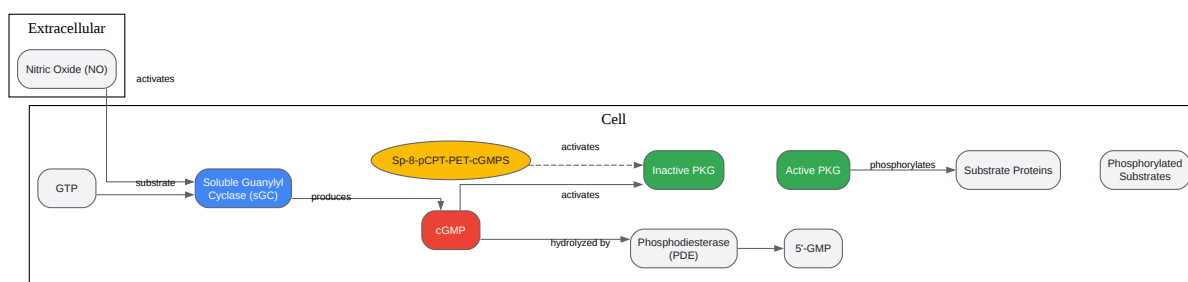 Extracellular
Nitric Oxide (NO)
activates
Cell
Sp-8-pCPT-PET-cGMPS
activates
Inactive PKG
Active PKG
phosphorylates
Substrate Proteins
Phosphorylated
Substrates
GTP
substrate
Soluble Guanylyl
Cyclase (sGC)
produces
activates
cGMP
hydrolyzed by
Phosphodiesterase
(PDE)
5'-GMP